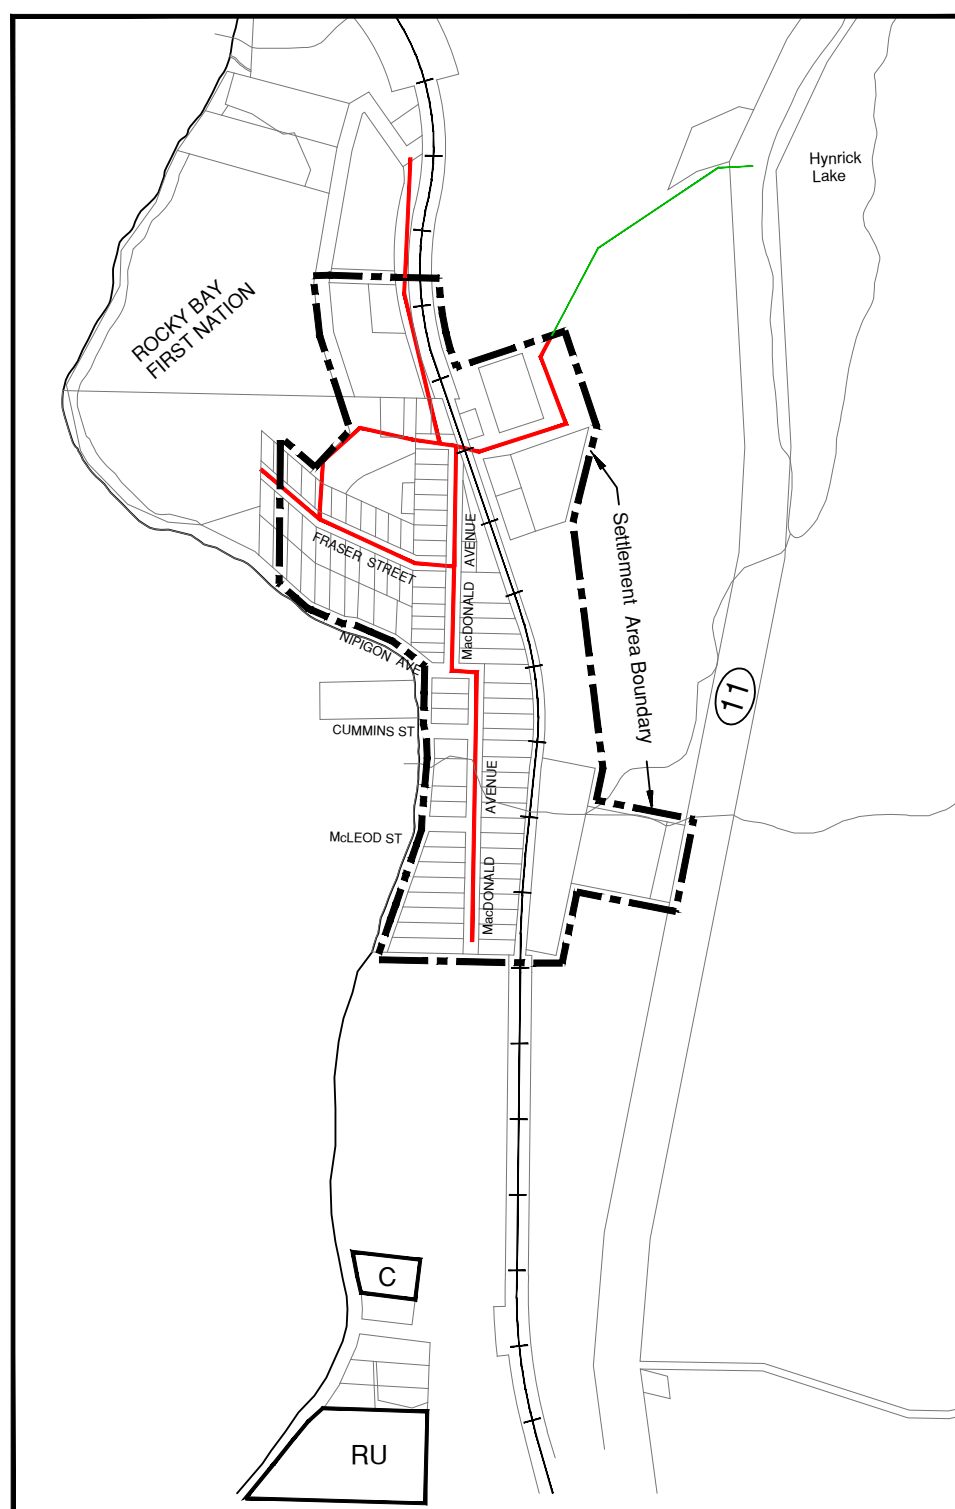 Hynrick
Lake
ROCKY BAY
FIRST NATION
Settlement Area Boundary
FRASER STREET
MacDONALD AVENUE
NIPIGON AVE
11
CUMMINS ST
MacDONALD AVENUE
McLEOD ST
C
RU